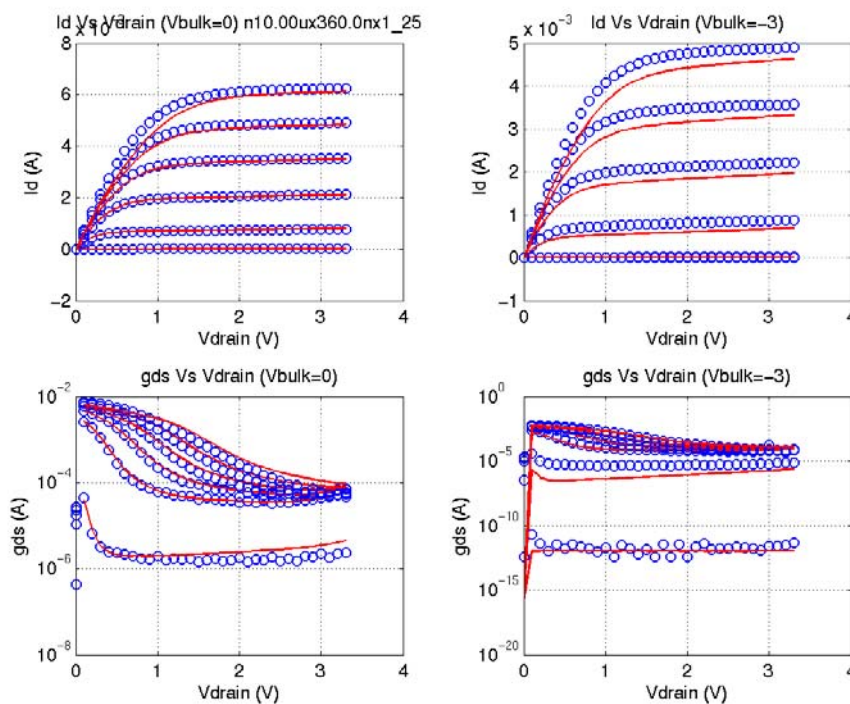 Id Vs Vdrain (Vbulk=0) n10.00ux360.0nx1_25
8
6
4
2
0
−2
Id (A)
0 1 2 3 4
Vdrain (V)
x 10⁻³
Id Vs Vdrain (Vbulk=−3)
5
4
3
2
1
0
−1
Id (A)
0 1 2 3 4
Vdrain (V)
gds Vs Vdrain (Vbulk=0)
10⁻²
10⁻⁴
10⁻⁶
10⁻⁸
gds (A)
0 1 2 3 4
Vdrain (V)
gds Vs Vdrain (Vbulk=−3)
10⁰
10⁻⁵
10⁻¹⁰
10⁻¹⁵
10⁻²⁰
gds (A)
0 1 2 3 4
Vdrain (V)